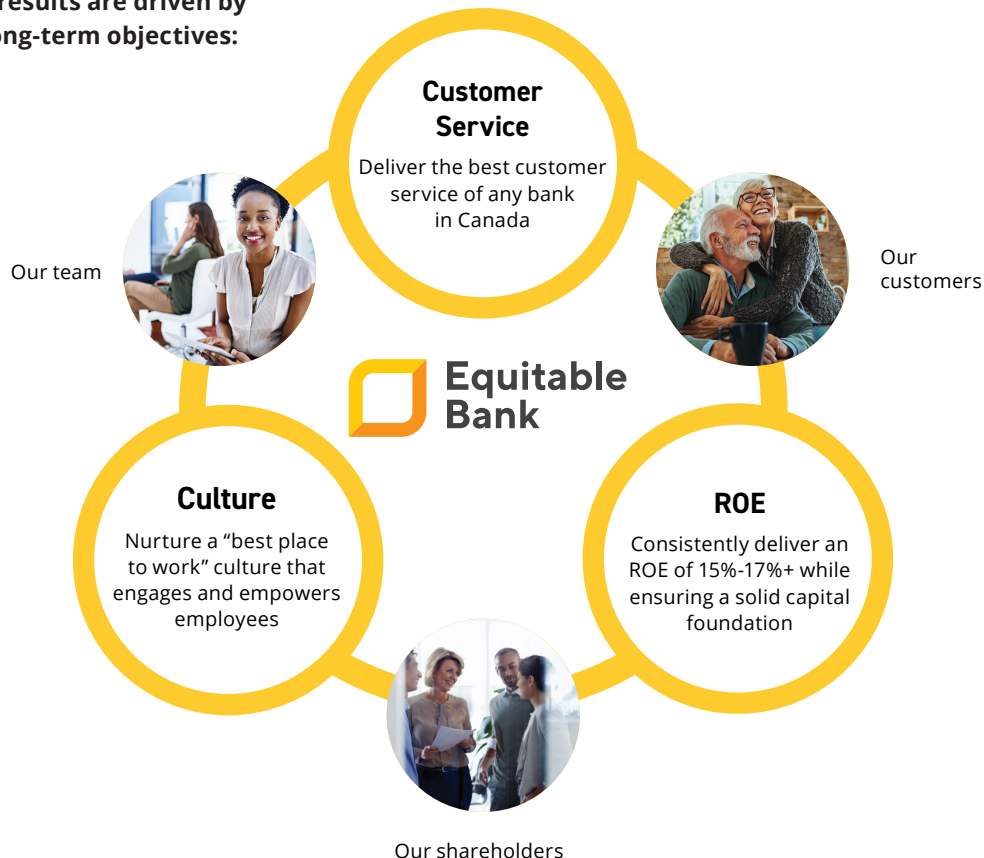 results are driven by
ong-term objectives:
Customer
Service
Deliver the best customer
service of any bank
in Canada
Our team
Our
customers
Equitable
Bank
Culture
Nurture a “best place
to work” culture that
engages and empowers
employees
ROE
Consistently deliver an
ROE of 15%-17%+ while
ensuring a solid capital
foundation
Our shareholders